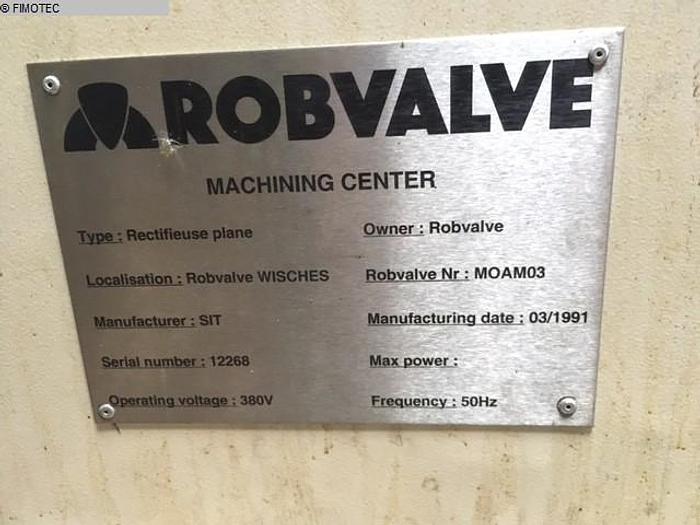 © FIMOTEC
ROBVALVE
MACHINING CENTER
Type : Rectifieuse plane
Owner : Robvalve
Localisation : Robvalve WISCHES
Robvalve Nr : MOAM03
Manufacturer : SIT
Manufacturing date : 03/1991
Serial number : 12268
Max power :
Operating voltage : 380V
Frequency : 50Hz